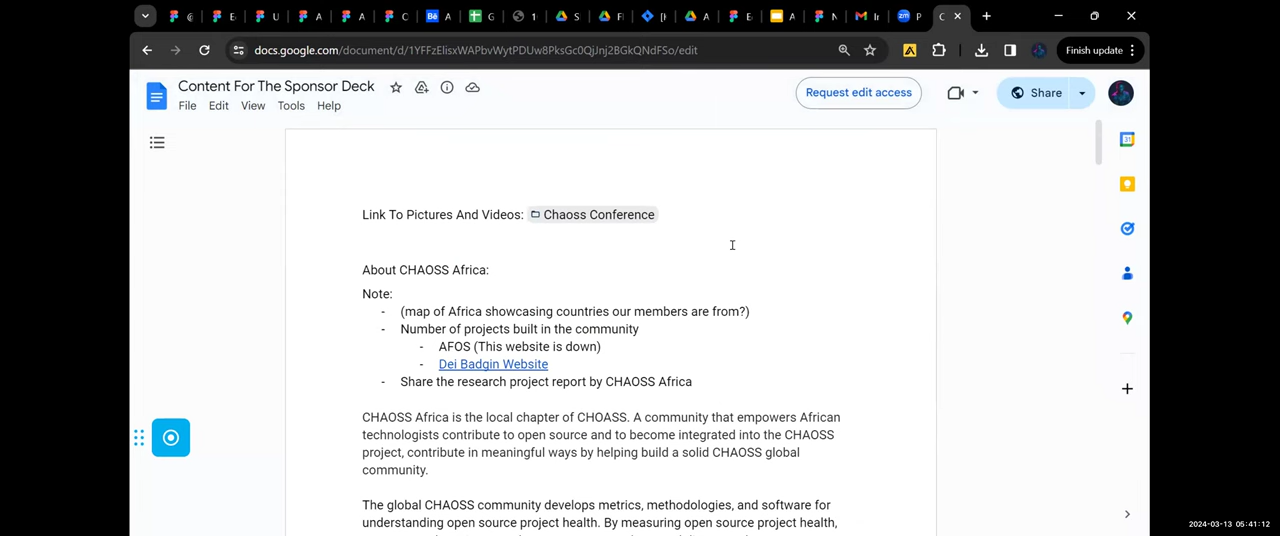 @
E
U
A
A
C
A
G
1
S
Fl
[H
A
E
A
N
Ir
P
C
docs.google.com/document/d/1YFFzElisxWAPbvWytPDUw8PksGc0QjJnj2BGkQNdFSo/edit
Finish update
Content For The Sponsor Deck
File Edit View Tools Help
Request edit access
Share
Link To Pictures And Videos: Chaoss Conference
About CHAOSS Africa:
Note:
- (map of Africa showcasing countries our members are from?)
- Number of projects built in the community
- AFOS (This website is down)
- Dei Badgin Website
- Share the research project report by CHAOSS Africa
CHAOSS Africa is the local chapter of CHOASS. A community that empowers African
technologists contribute to open source and to become integrated into the CHAOSS
project, contribute in meaningful ways by helping build a solid CHAOSS global
community.
The global CHAOSS community develops metrics, methodologies, and software for
understanding open source project health. By measuring open source project health,
2024-03-13 05:41:12